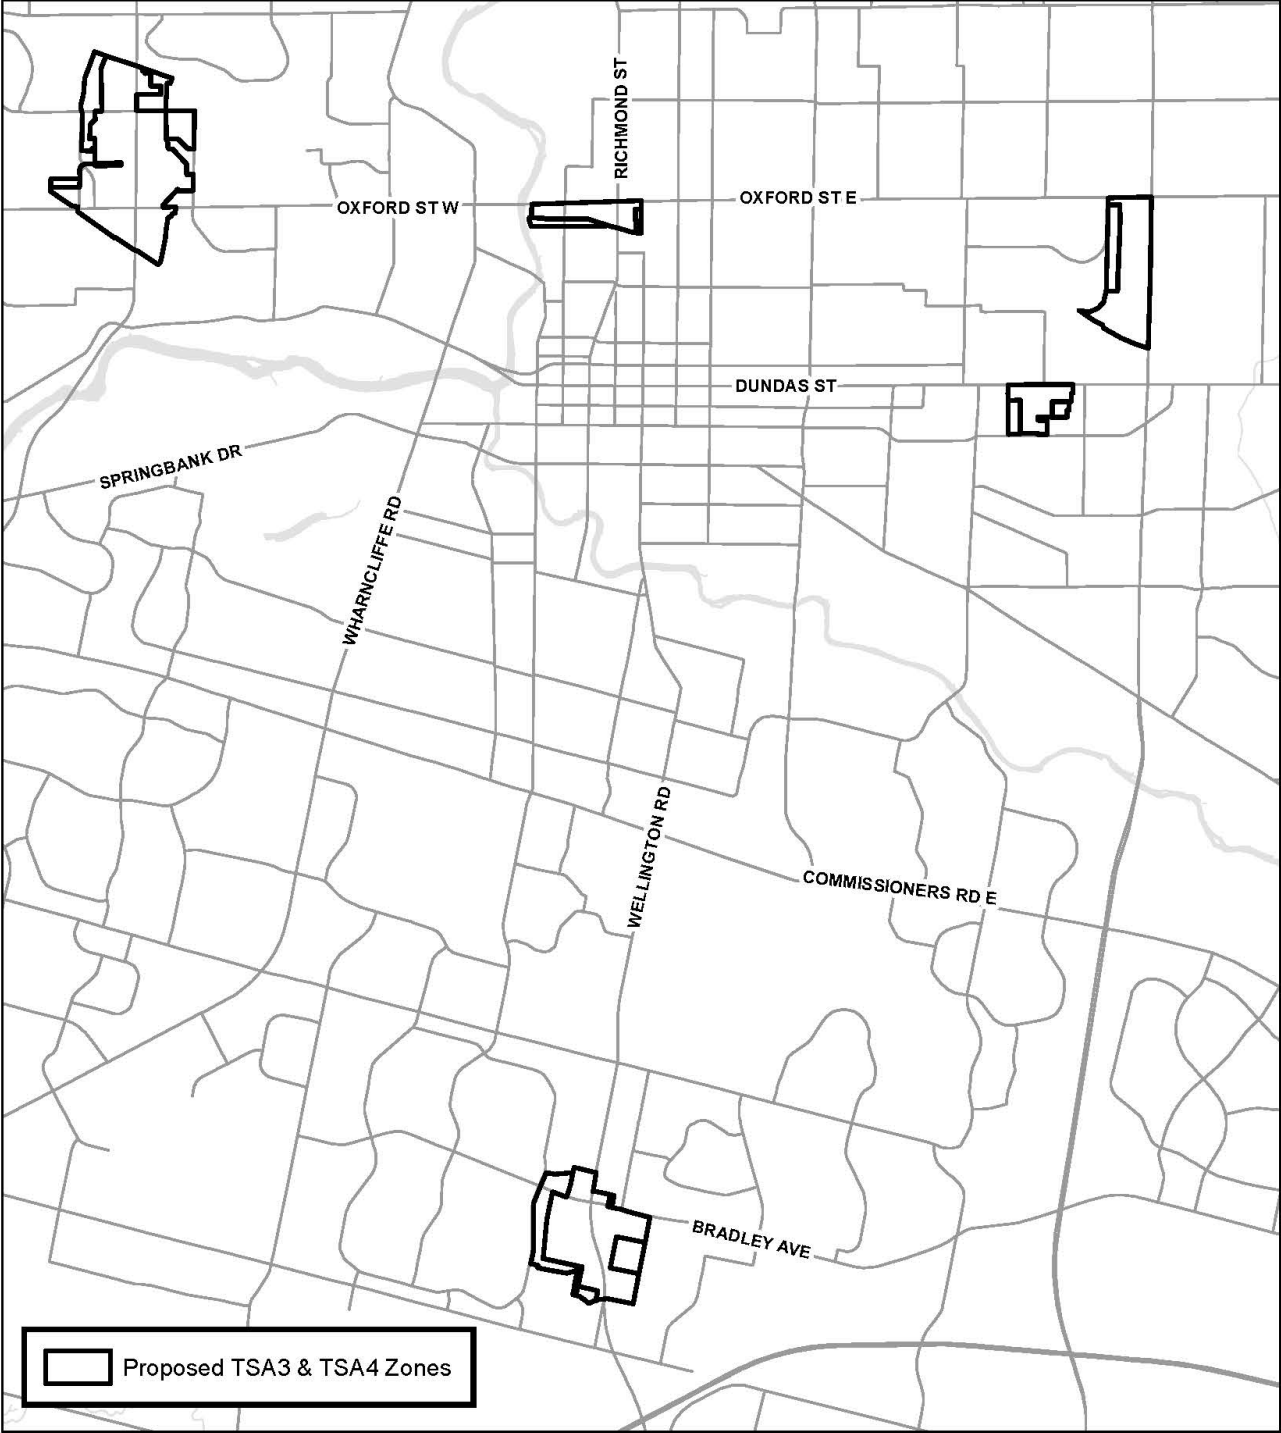 RICHMOND ST
OXFORD ST W
OXFORD ST E
DUNDAS ST
SPRINGBANK DR
WHARNCLIFFE RD
WELLINGTON RD
COMMISSIONERS RD E
BRADLEY AVE
Proposed TSA3 & TSA4 Zones